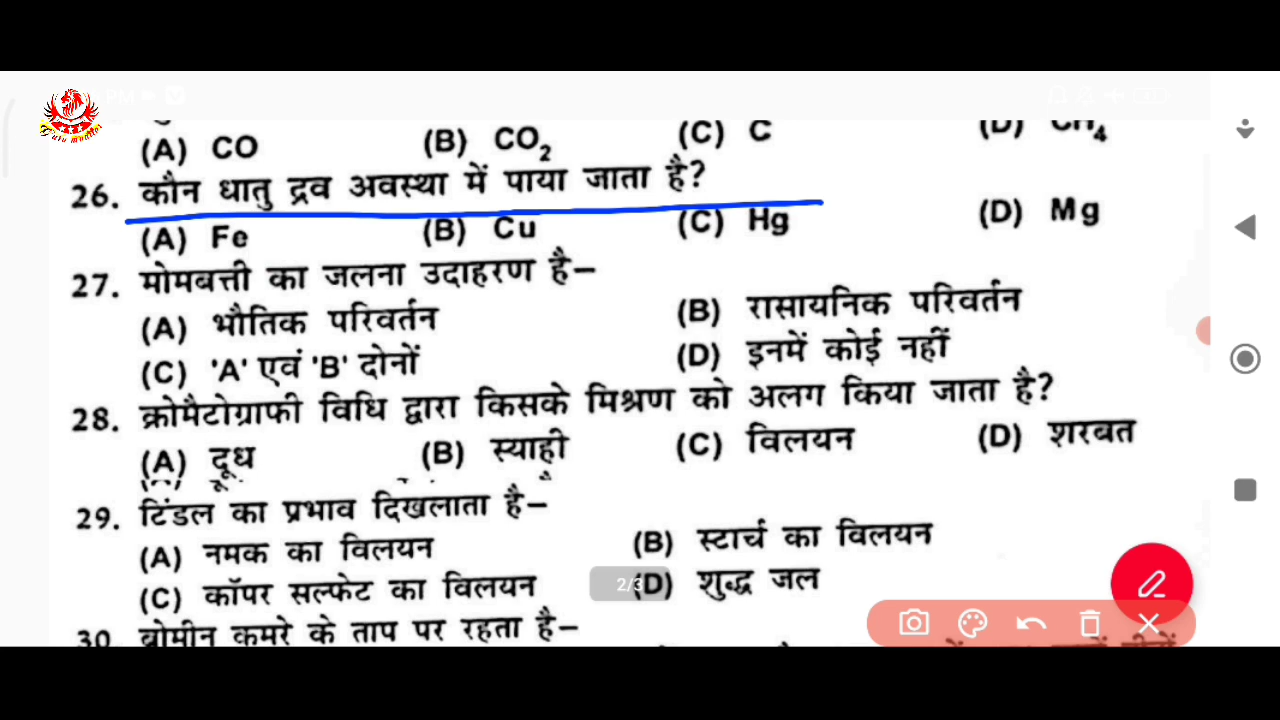 (A) CO (B) CO₂ (C) C (D) CH₄
26. कौन धातु द्रव अवस्था में पाया जाता है?
(A) Fe (B) Cu (C) Hg (D) Mg
27. मोमबत्ती का जलना उदाहरण है–
(A) भौतिक परिवर्तन (B) रासायनिक परिवर्तन
(C) 'A' एवं 'B' दोनों (D) इनमें कोई नहीं
28. क्रोमैटोग्राफी विधि द्वारा किसके मिश्रण को अलग किया जाता है?
(A) दूध (B) स्याही (C) विलयन (D) शरबत
29. टिंडल का प्रभाव दिखलाता है–
(A) नमक का विलयन (B) स्टार्च का विलयन
(C) कॉपर सल्फेट का विलयन (D) शुद्ध जल
2/3
30. ब्रोमीन कमरे के ताप पर रहता है–